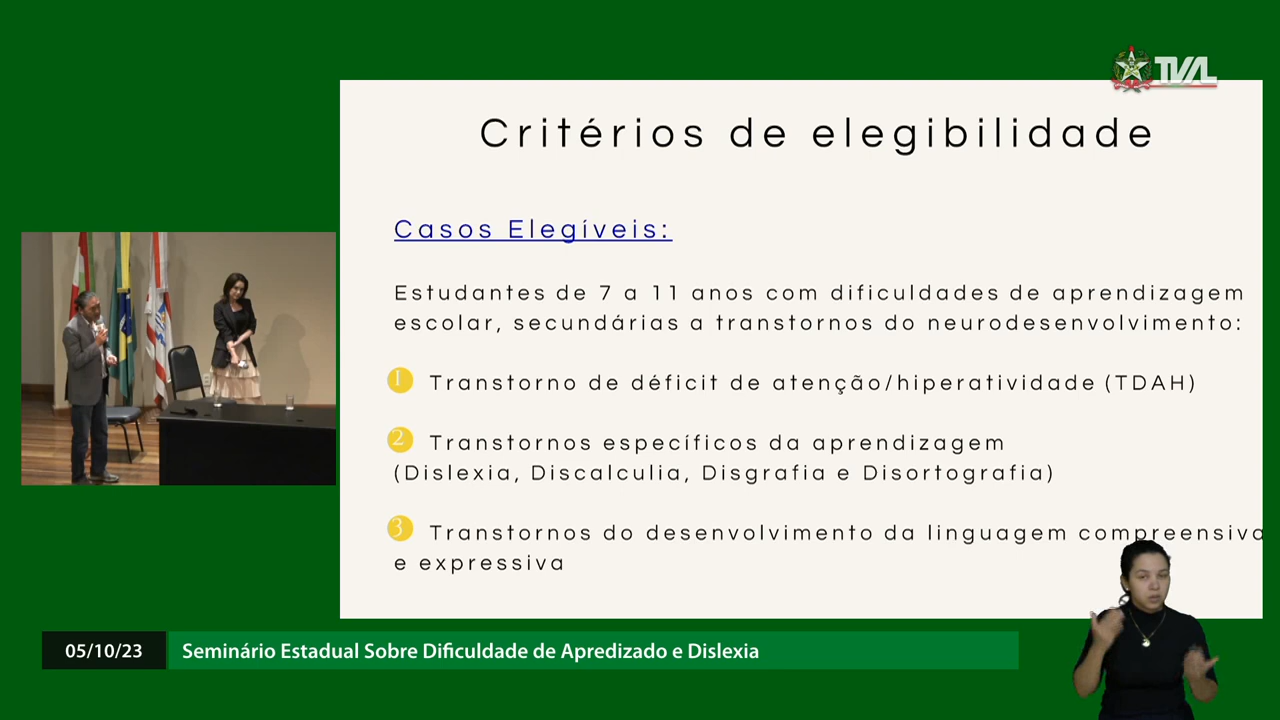 TVAL
Critérios de elegibilidade
Casos Elegíveis:
Estudantes de 7 a 11 anos com dificuldades de aprendizagem
escolar, secundárias a transtornos do neurodesenvolvimento:
1 Transtorno de déficit de atenção/hiperatividade (TDAH)
2 Transtornos específicos da aprendizagem
(Dislexia, Discalculia, Disgrafia e Disortografia)
3 Transtornos do desenvolvimento da linguagem compreensiva
e expressiva
05/10/23 Seminário Estadual Sobre Dificuldade de Apredizado e Dislexia